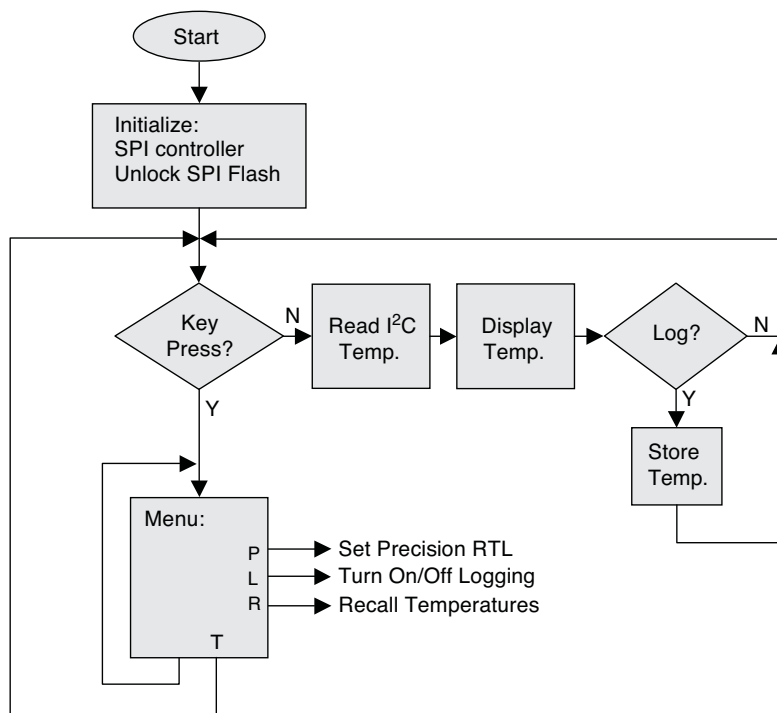 Start
Initialize:
SPI controller
Unlock SPI Flash
Key
Press?
N
Read I²C
Temp.
Display
Temp.
Log?
N
Y
Y
Store
Temp.
Menu:
P
Set Precision RTL
L
Turn On/Off Logging
R
Recall Temperatures
T